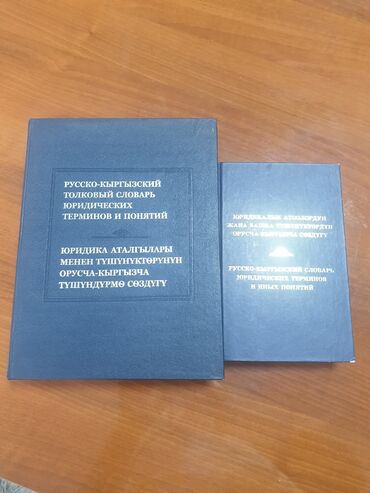 РУССКО-КЫРГЫЗСКИЙ
ТОЛКОВЫЙ СЛОВАРЬ
ЮРИДИЧЕСКИХ
ТЕРМИНОВ И ПОНЯТИЙ
ЮРИДИКА АТАЛГЫЛАРЫ
МЕНЕН ТҮШҮНҮКТӨРҮНҮН
ОРУСЧА-КЫРГЫЗЧА
ТҮШҮНДҮРМӨ СӨЗДҮГҮ
ЮРИДИКАЛЫК АТООЛОРДУН
ЖАНА БАШКА ТҮШҮНҮКТӨРДҮН
ОРУСЧА-КЫРГЫЗЧА СӨЗДҮГҮ
РУССКО-КЫРГЫЗСКИЙ СЛОВАРЬ
ЮРИДИЧЕСКИХ ТЕРМИНОВ
И ИНЫХ ПОНЯТИЙ